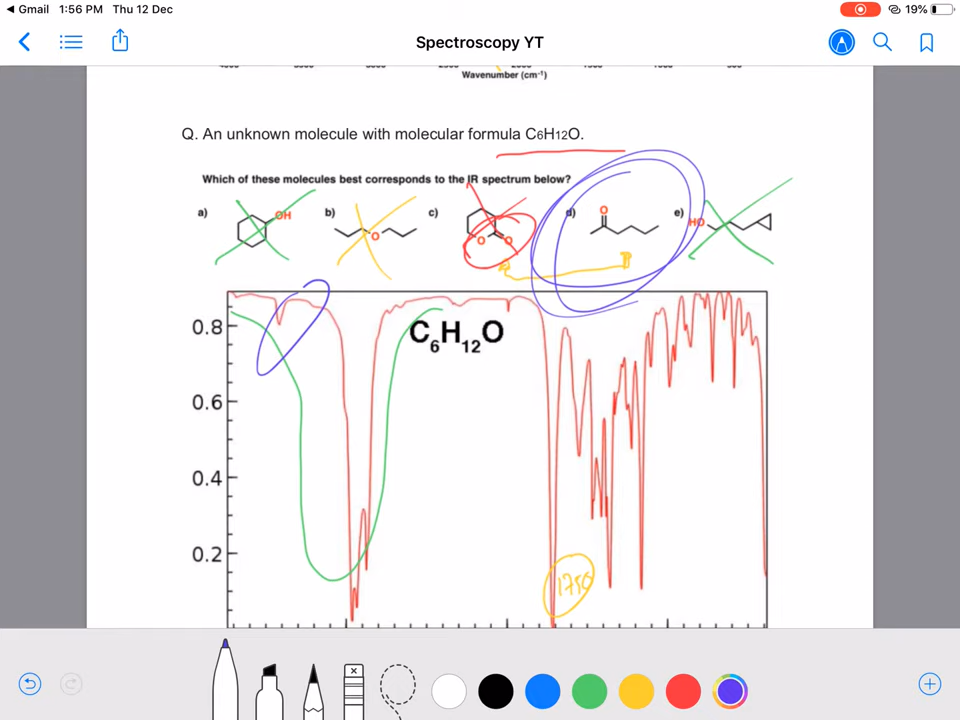 Gmail 1:56 PM Thu 12 Dec 19%
Spectroscopy YT
Wavenumber (cm⁻¹)
Q. An unknown molecule with molecular formula C6H12O.
Which of these molecules best corresponds to the IR spectrum below?
a) OH b) O c) O O d) O e) HO
C₆H₁₂O
0.8
0.6
0.4
0.2
1750